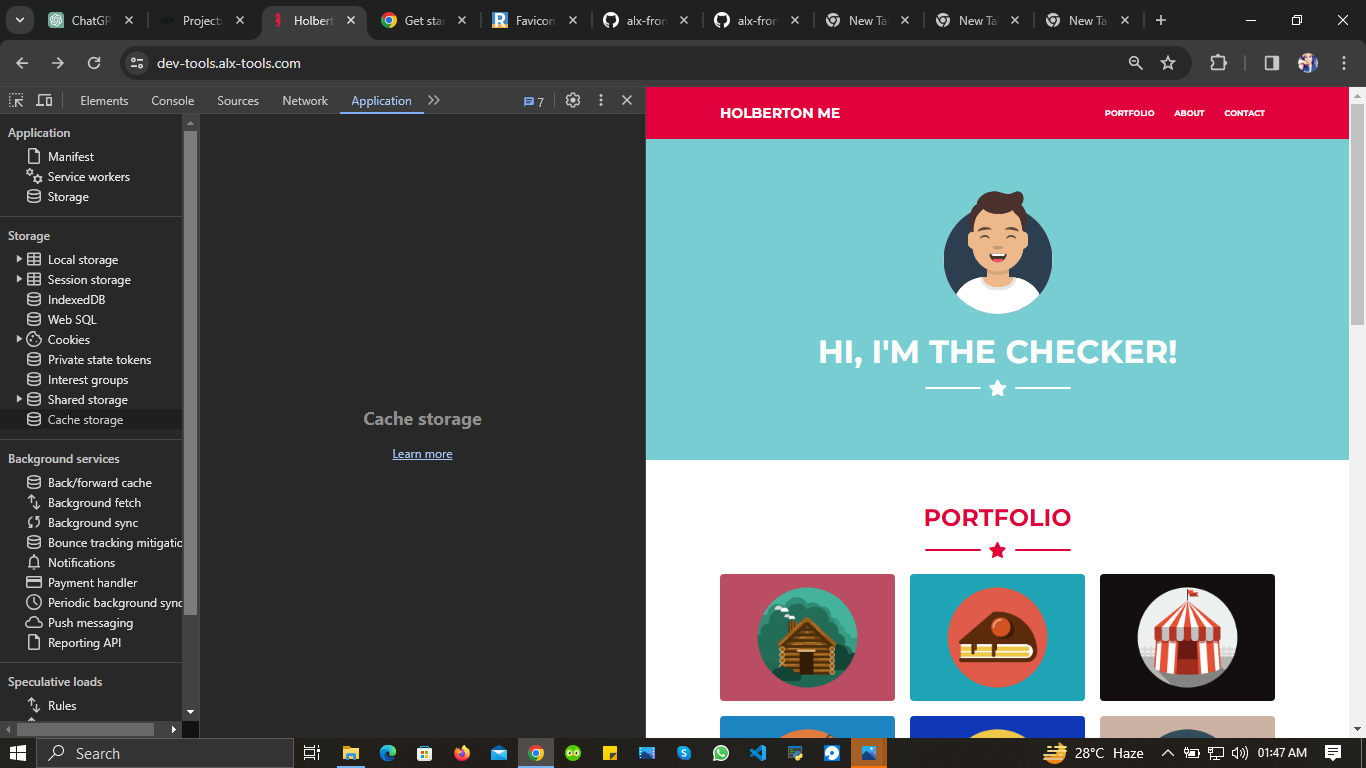 ChatGP
Project
Holbert
Get star
Favicon
alx-fron
alx-fron
New Ta
New Ta
New Ta
dev-tools.alx-tools.com
Elements
Console
Sources
Network
Application
7
Application
Manifest
Service workers
Storage
Storage
Local storage
Session storage
IndexedDB
Web SQL
Cookies
Private state tokens
Interest groups
Shared storage
Cache storage
Background services
Back/forward cache
Background fetch
Background sync
Bounce tracking mitigatio
Notifications
Payment handler
Periodic background sync
Push messaging
Reporting API
Speculative loads
Rules
Cache storage
Learn more
HOLBERTON ME
PORTFOLIO
ABOUT
CONTACT
HI, I'M THE CHECKER!
PORTFOLIO
Search
28°C Haze
01:47 AM